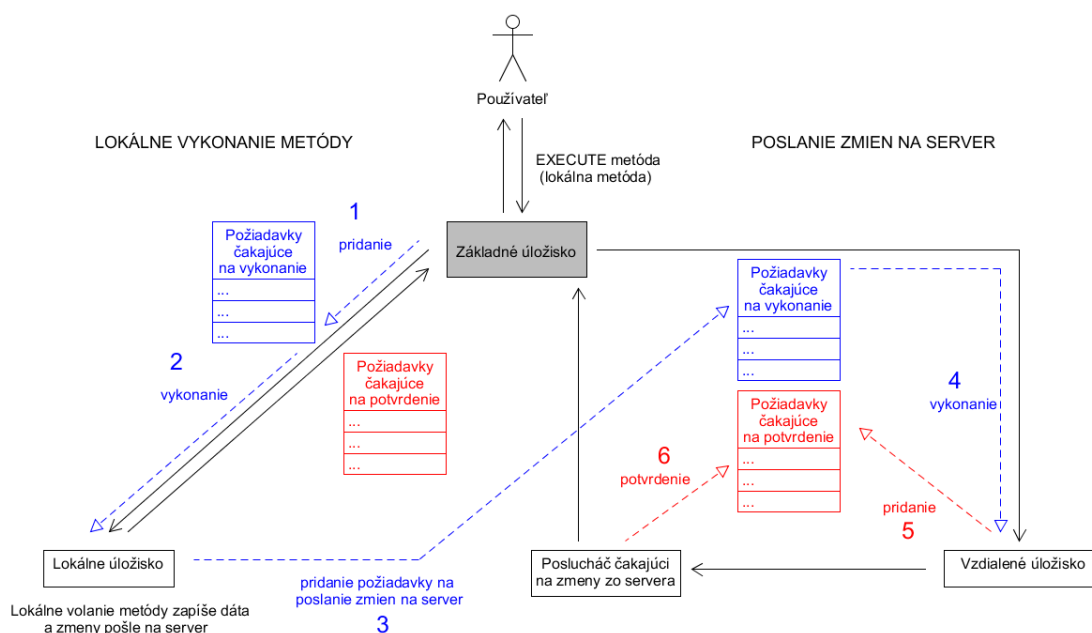 Používateľ
LOKÁLNE VYKONANIE METÓDY
POSLANIE ZMIEN NA SERVER
EXECUTE metóda
(lokálna metóda)
1
pridanie
Požiadavky
čakajúce
na vykonanie
...
...
...
Základné úložisko
2
vykonanie
Požiadavky
čakajúce
na potvrdenie
...
...
...
Požiadavky
čakajúce
na vykonanie
...
...
...
4
vykonanie
Požiadavky
čakajúce
na potvrdenie
...
...
...
6
potvrdenie
pridanie
5
Lokálne úložisko
Poslucháč čakajúci
na zmeny zo servera
Vzdialené úložisko
pridanie požiadavky na
poslanie zmien na server
3
Lokálne volanie metódy zapíše dáta
a zmeny pošle na server